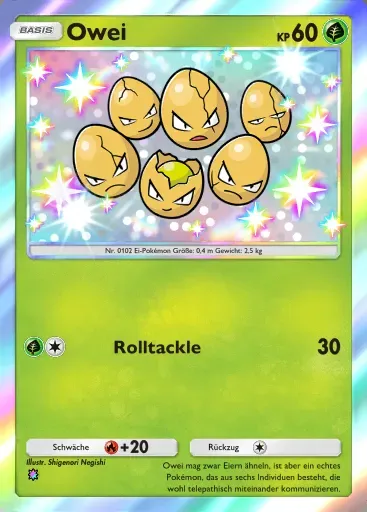 BASIS Owei KP 60
Nr. 0102 Ei-Pokémon Größe: 0,4 m Gewicht: 2,5 kg
Rolltackle 30
Schwäche +20 Rückzug
Illustr. Shigenori Negishi
Owei mag zwar Eiern ähneln, ist aber ein echtes
Pokémon, das aus sechs Individuen besteht, die
wohl telepathisch miteinander kommunizieren.